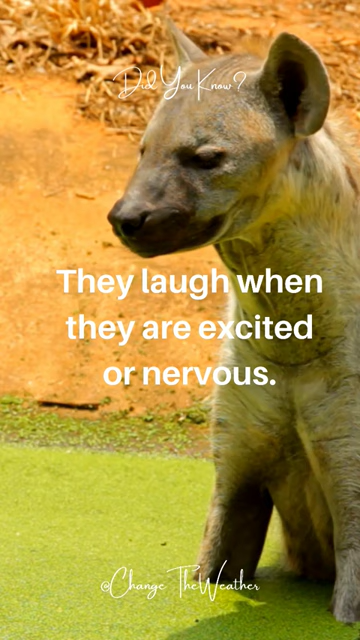 Did You Know?
They laugh when
they are excited
or nervous.
@Change TheWeather